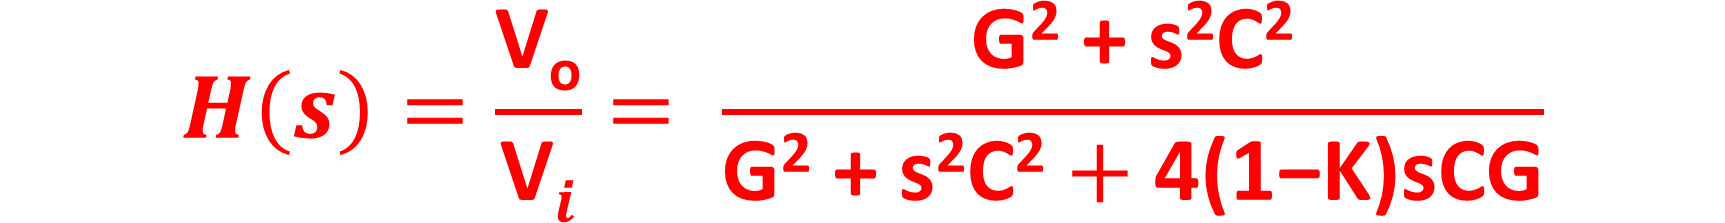 H(s) = Vₒ/Vᵢ = (G² + s²C²)/(G² + s²C² + 4(1–K)sCG)